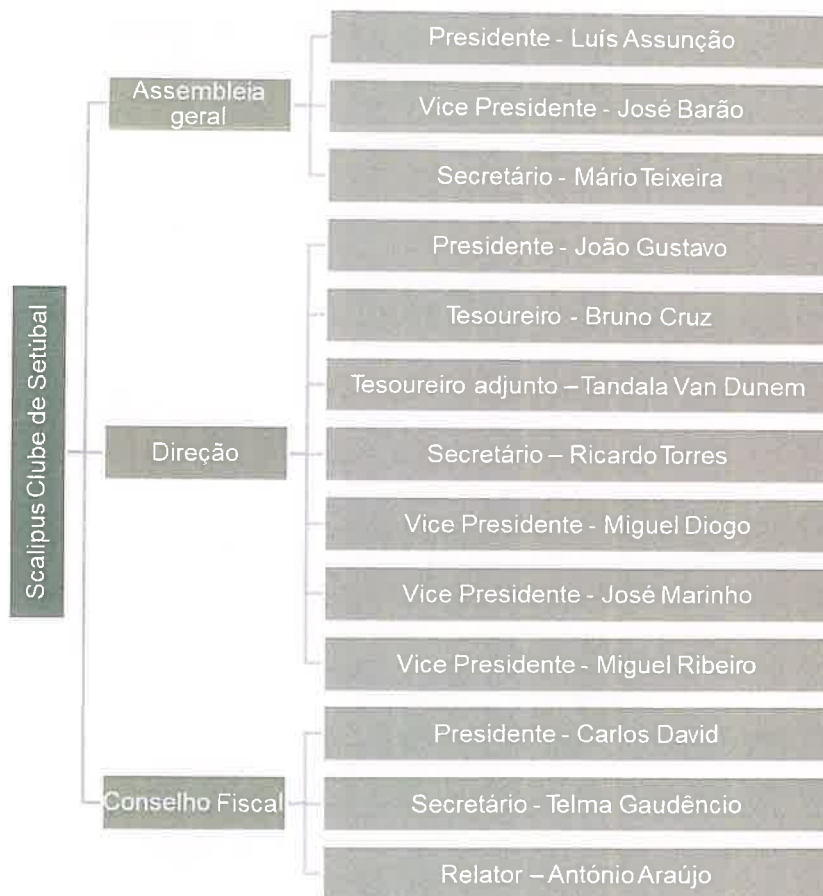 Scalipus Clube de Setúbal
Assembleia
geral
Presidente - Luís Assunção
Vice Presidente - José Barão
Secretário - Mário Teixeira
Direção
Presidente - João Gustavo
Tesoureiro - Bruno Cruz
Tesoureiro adjunto – Tandala Van Dunem
Secretário – Ricardo Torres
Vice Presidente - Miguel Diogo
Vice Presidente - José Marinho
Vice Presidente - Miguel Ribeiro
Conselho Fiscal
Presidente - Carlos David
Secretário - Telma Gaudêncio
Relator – António Araújo